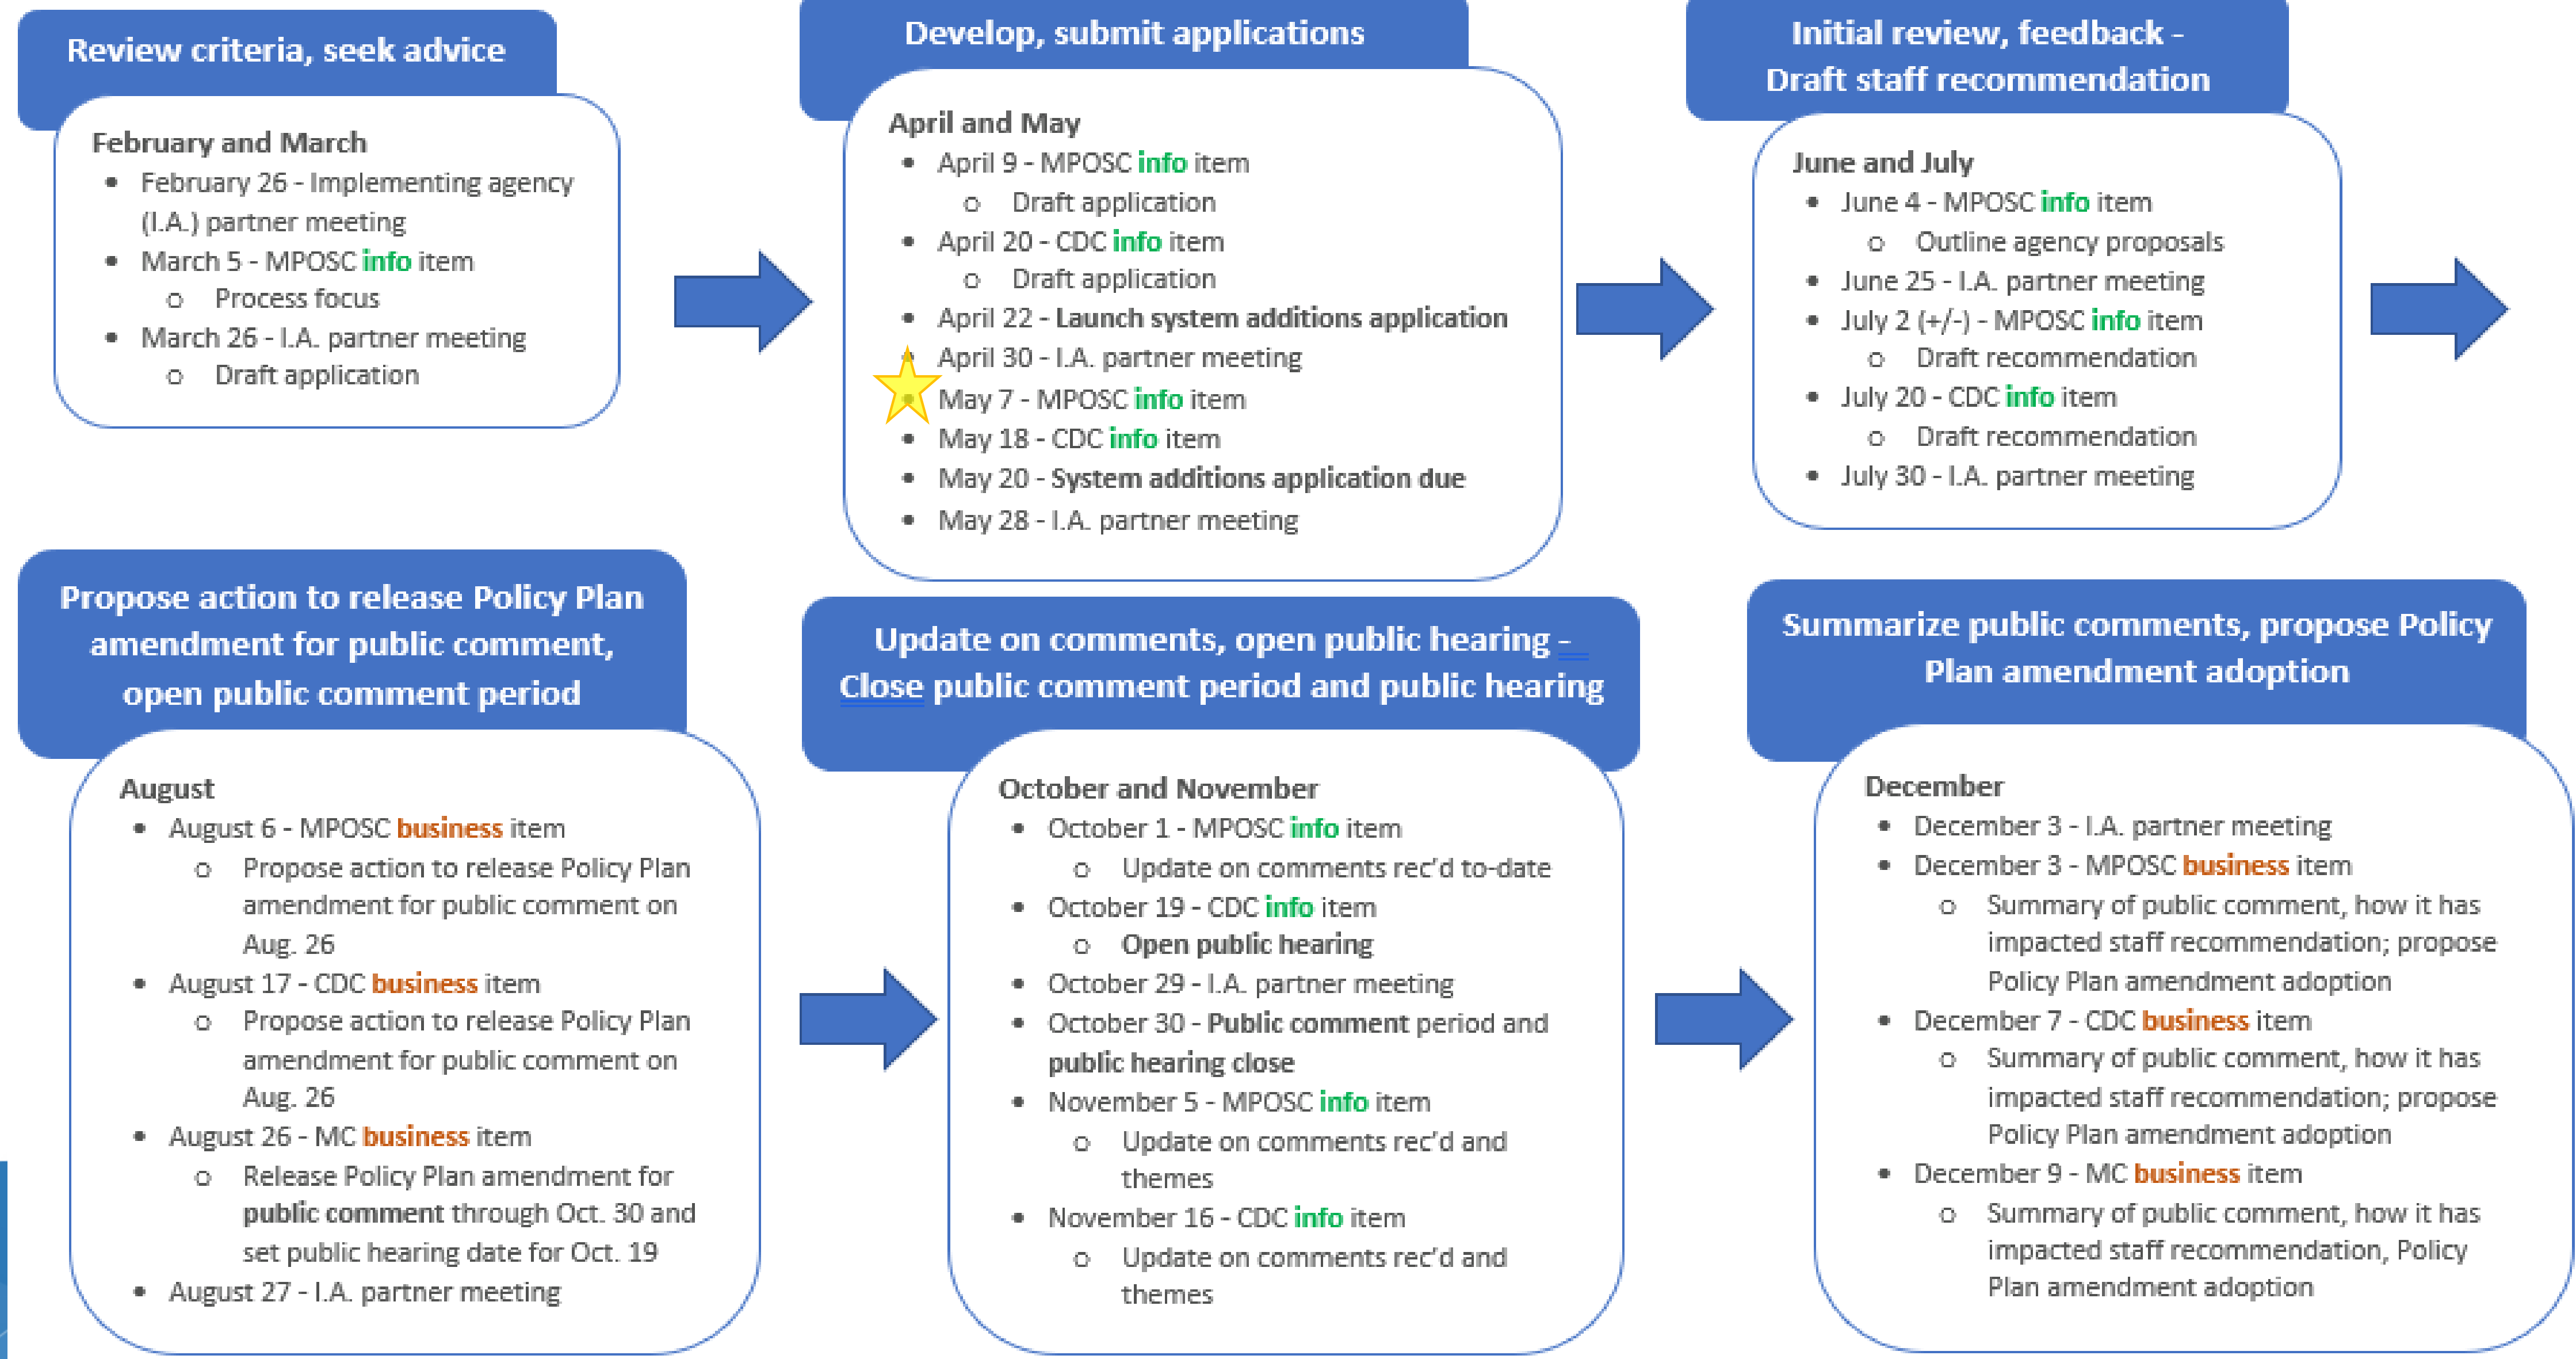 Review criteria, seek advice
February and March
• February 26 - Implementing agency
(I.A.) partner meeting
• March 5 - MPOSC info item
o Process focus
• March 26 - I.A. partner meeting
o Draft application
Develop, submit applications
April and May
• April 9 - MPOSC info item
o Draft application
• April 20 - CDC info item
o Draft application
• April 22 - Launch system additions application
• April 30 - I.A. partner meeting
• May 7 - MPOSC info item
• May 18 - CDC info item
• May 20 - System additions application due
• May 28 - I.A. partner meeting
Initial review, feedback -
Draft staff recommendation
June and July
• June 4 - MPOSC info item
o Outline agency proposals
• June 25 - I.A. partner meeting
• July 2 (+/-) - MPOSC info item
o Draft recommendation
• July 20 - CDC info item
o Draft recommendation
• July 30 - I.A. partner meeting
Propose action to release Policy Plan
amendment for public comment,
open public comment period
August
• August 6 - MPOSC business item
o Propose action to release Policy Plan
amendment for public comment on
Aug. 26
• August 17 - CDC business item
o Propose action to release Policy Plan
amendment for public comment on
Aug. 26
• August 26 - MC business item
o Release Policy Plan amendment for
public comment through Oct. 30 and
set public hearing date for Oct. 19
• August 27 - I.A. partner meeting
Update on comments, open public hearing -
Close public comment period and public hearing
October and November
• October 1 - MPOSC info item
o Update on comments rec'd to-date
• October 19 - CDC info item
o Open public hearing
• October 29 - I.A. partner meeting
• October 30 - Public comment period and
public hearing close
• November 5 - MPOSC info item
o Update on comments rec'd and
themes
• November 16 - CDC info item
o Update on comments rec'd and
themes
Summarize public comments, propose Policy
Plan amendment adoption
December
• December 3 - I.A. partner meeting
• December 3 - MPOSC business item
o Summary of public comment, how it has
impacted staff recommendation; propose
Policy Plan amendment adoption
• December 7 - CDC business item
o Summary of public comment, how it has
impacted staff recommendation; propose
Policy Plan amendment adoption
• December 9 - MC business item
o Summary of public comment, how it has
impacted staff recommendation, Policy
Plan amendment adoption